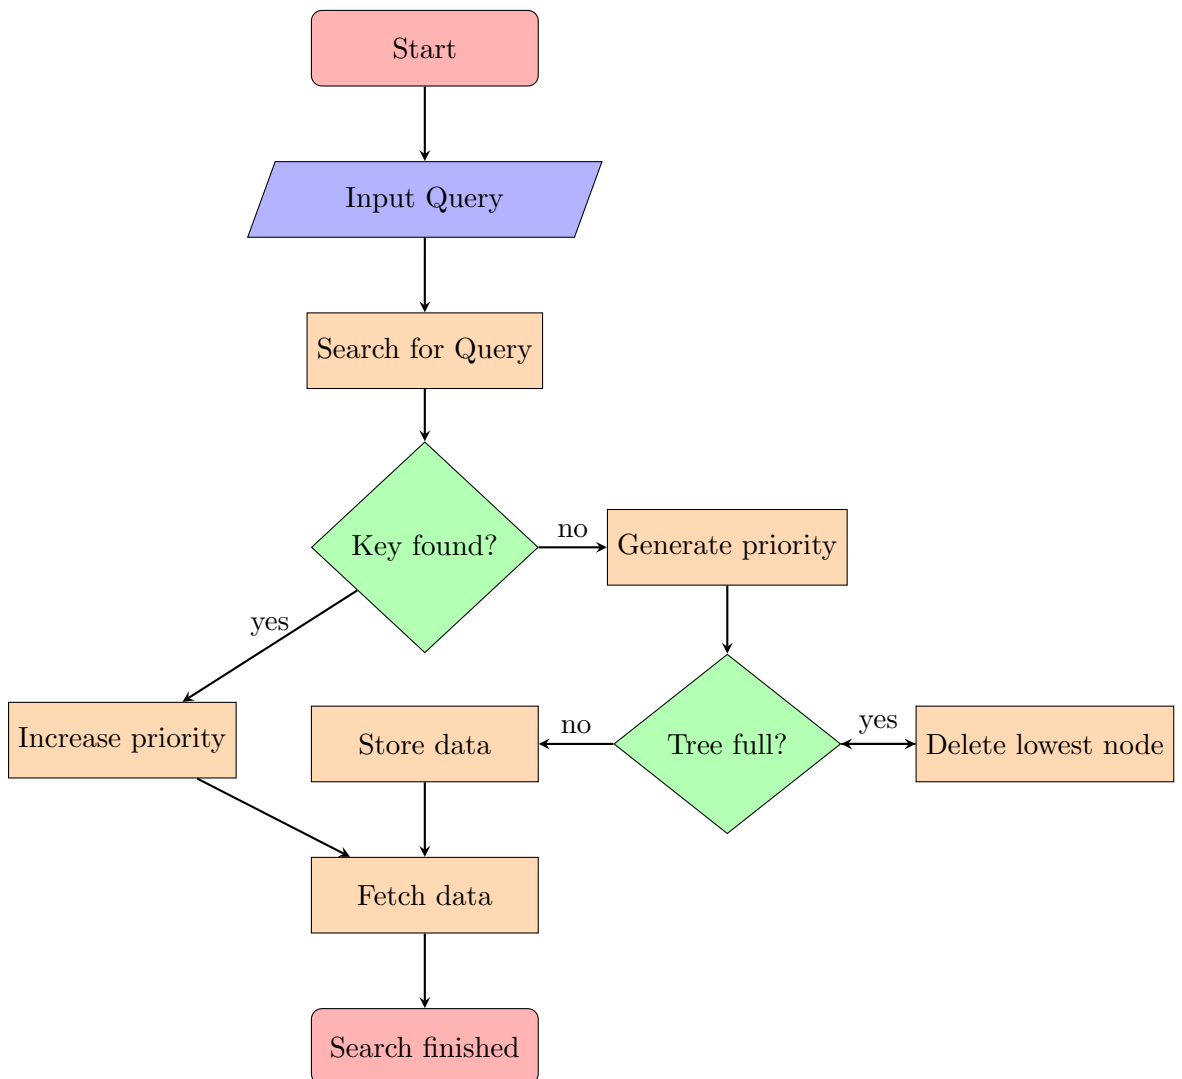 Start
Input Query
Search for Query
Key found?
no
Generate priority
yes
Increase priority
Store data
no
Tree full?
yes
Delete lowest node
Fetch data
Search finished